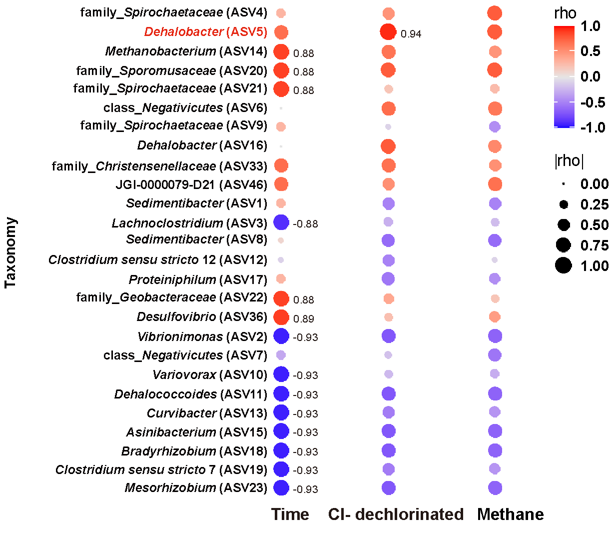 family_Spirochaetaceae (ASV4)
Dehalobacter (ASV5) 0.94
Methanobacterium (ASV14) 0.88
family_Sporomusaceae (ASV20) 0.88
family_Spirochaetaceae (ASV21) 0.88
class_Negativicutes (ASV6)
family_Spirochaetaceae (ASV9)
Dehalobacter (ASV16)
family_Christensenellaceae (ASV33)
JGI-0000079-D21 (ASV46)
Sedimentibacter (ASV1)
Lachnoclostridium (ASV3) -0.88
Sedimentibacter (ASV8)
Clostridium sensu stricto 12 (ASV12)
Proteiniphilum (ASV17)
family_Geobacteraceae (ASV22) 0.88
Desulfovibrio (ASV36) 0.89
Vibrionimonas (ASV2) -0.93
class_Negativicutes (ASV7)
Variovorax (ASV10) -0.93
Dehalococcoides (ASV11) -0.93
Curvibacter (ASV13) -0.93
Asinibacterium (ASV15) -0.93
Bradyrhizobium (ASV18) -0.93
Clostridium sensu stricto 7 (ASV19) -0.93
Mesorhizobium (ASV23) -0.93
Time Cl- dechlorinated Methane
Taxonomy
rho
1.0
0.5
0.0
-0.5
-1.0
|rho|
0.00
0.25
0.50
0.75
1.00